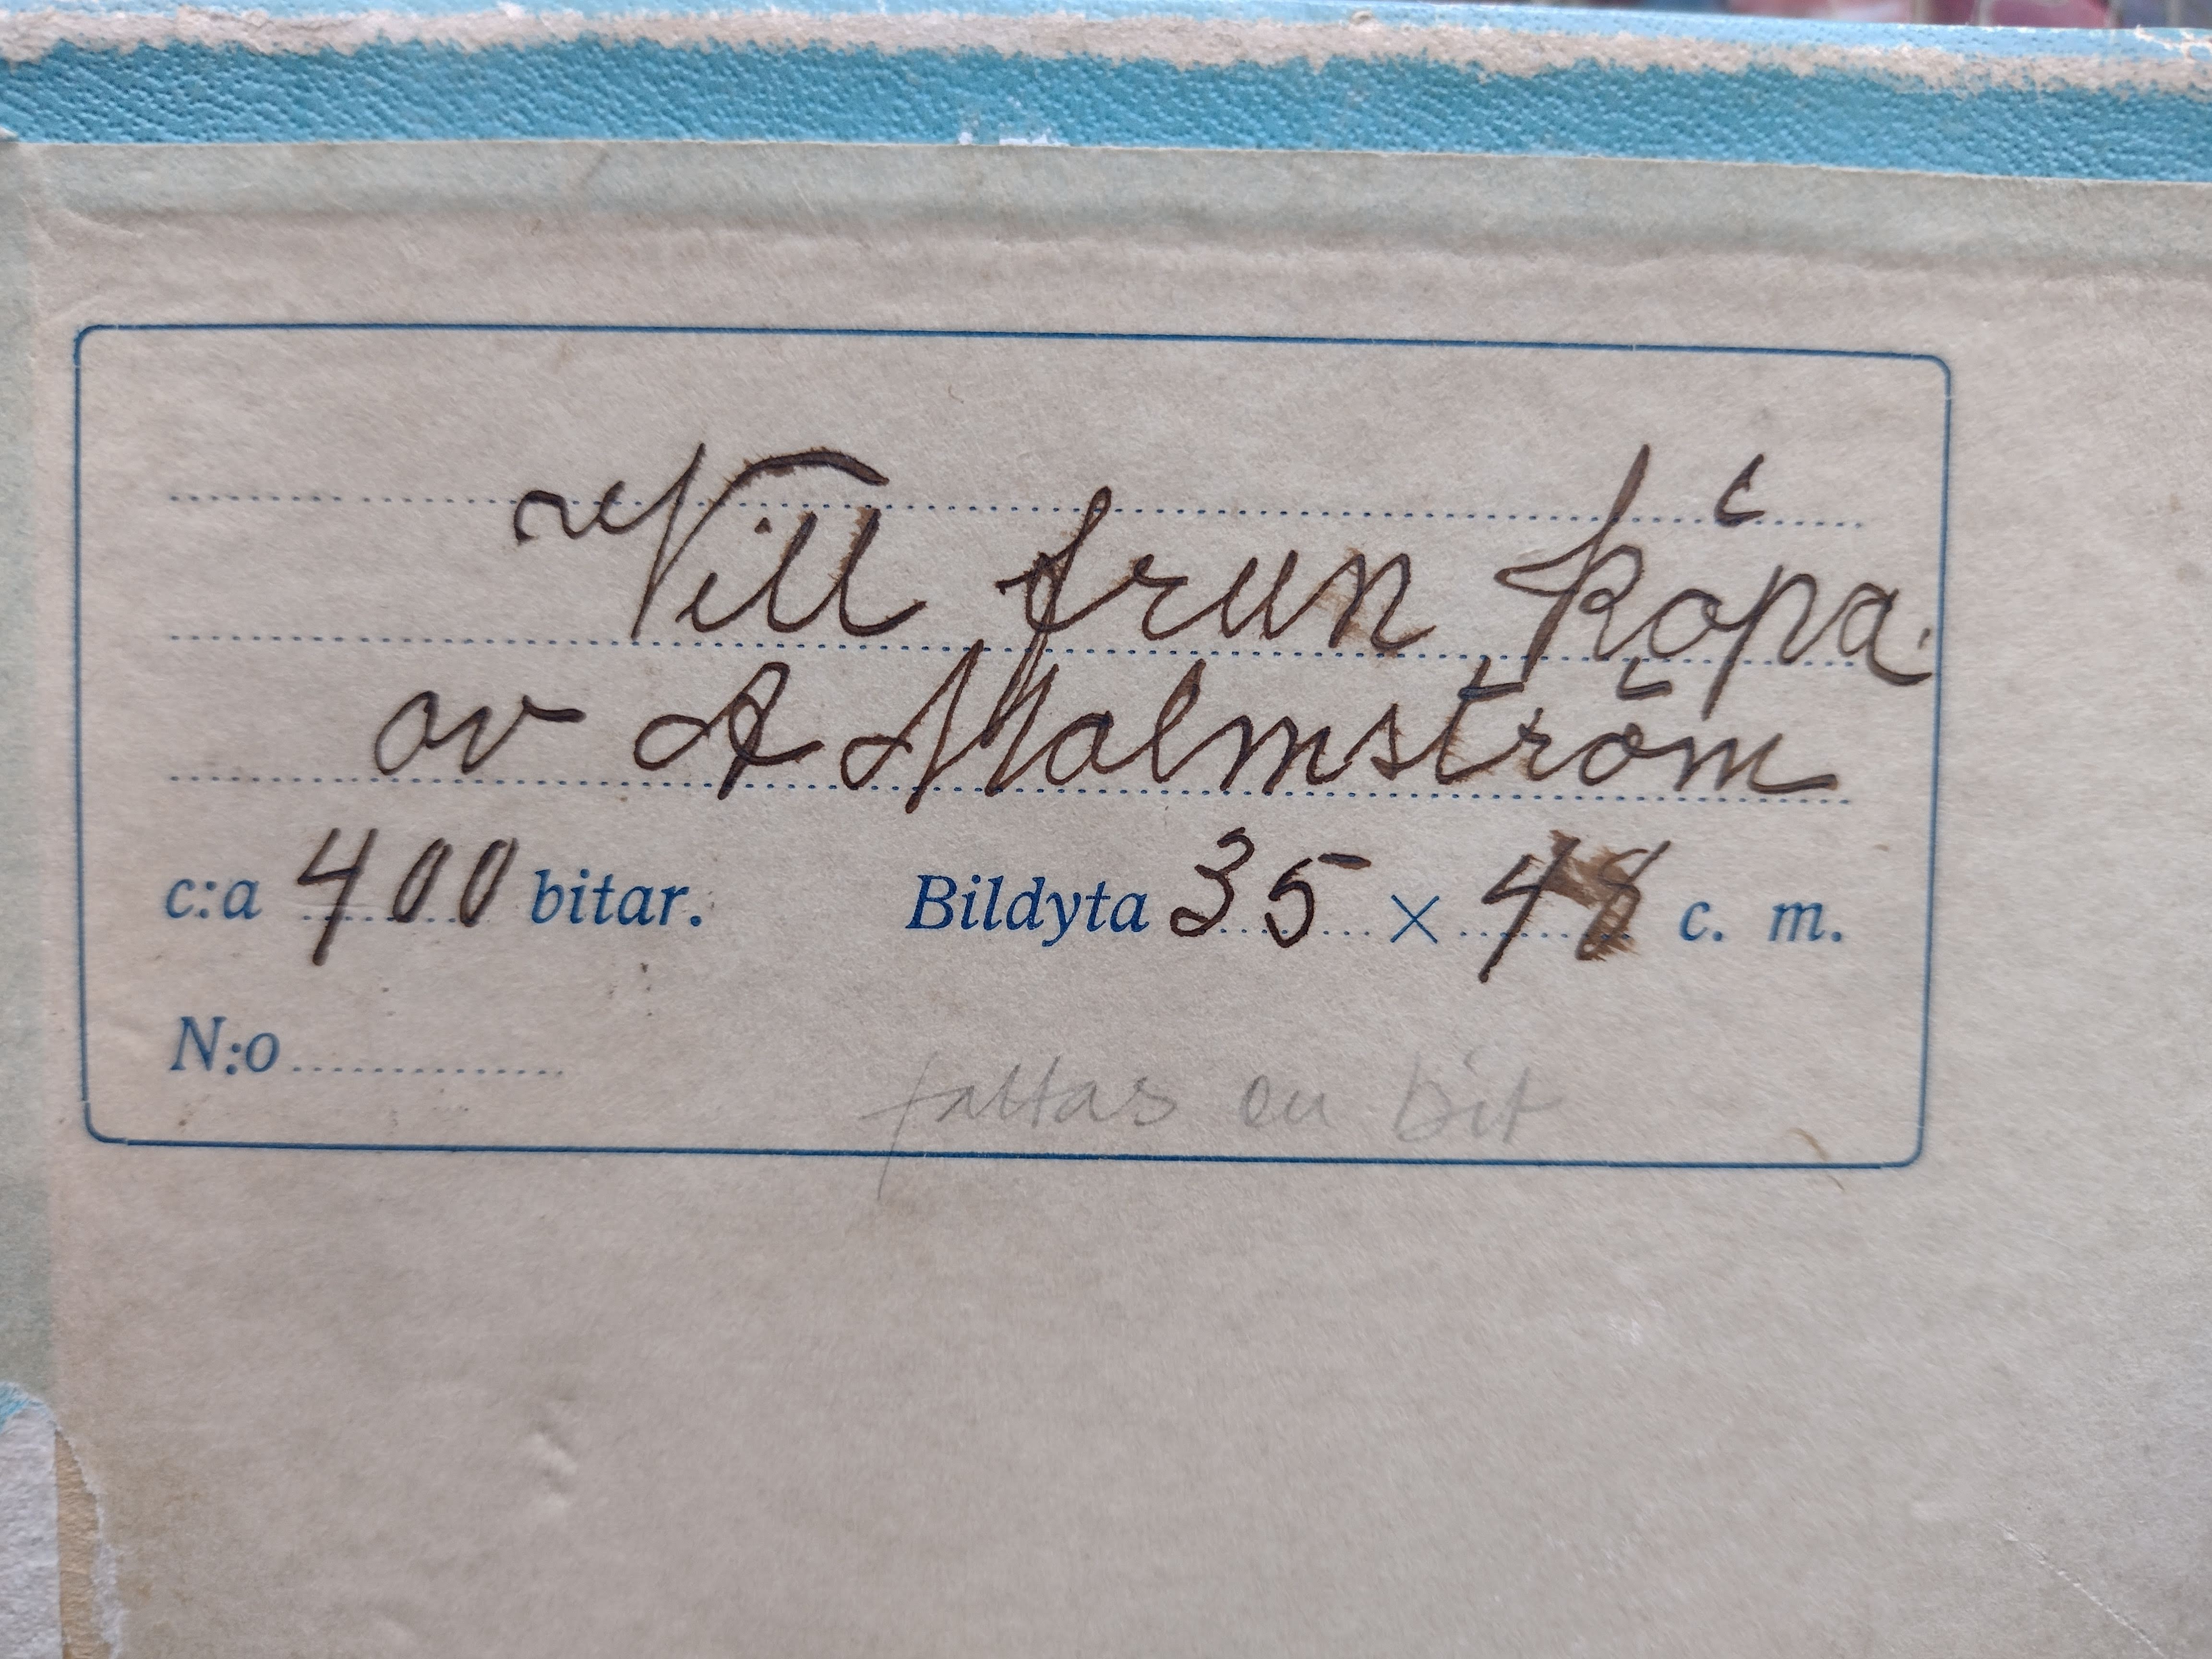 Vill frun köpa.
av A Malmström
c:a 400 bitar. Bildyta 35 × 48 c. m.
N:o
fattas en bit